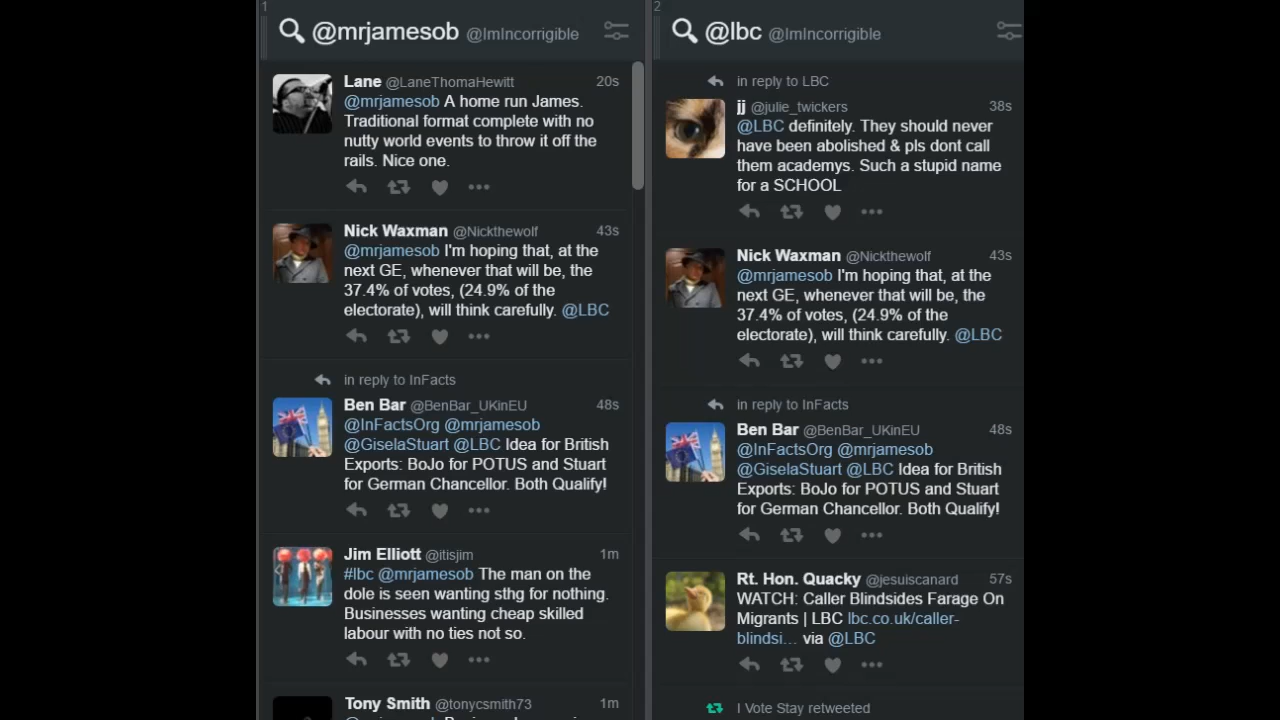 1
@mrjamesob @ImIncorrigible
Lane @LaneThomaHewitt 20s
@mrjamesob A home run James.
Traditional format complete with no
nutty world events to throw it off the
rails. Nice one.
Nick Waxman @Nickthewolf 43s
@mrjamesob I'm hoping that, at the
next GE, whenever that will be, the
37.4% of votes, (24.9% of the
electorate), will think carefully. @LBC
in reply to InFacts
Ben Bar @BenBar_UKinEU 48s
@InFactsOrg @mrjamesob
@GiselaStuart @LBC Idea for British
Exports: BoJo for POTUS and Stuart
for German Chancellor. Both Qualify!
Jim Elliott @itisjim 1m
#lbc @mrjamesob The man on the
dole is seen wanting sthg for nothing.
Businesses wanting cheap skilled
labour with no ties not so.
Tony Smith @tonycsmith73 1m
2
@lbc @ImIncorrigible
in reply to LBC
jj @julie_twickers 38s
@LBC definitely. They should never
have been abolished & pls dont call
them academys. Such a stupid name
for a SCHOOL
Nick Waxman @Nickthewolf 43s
@mrjamesob I'm hoping that, at the
next GE, whenever that will be, the
37.4% of votes, (24.9% of the
electorate), will think carefully. @LBC
in reply to InFacts
Ben Bar @BenBar_UKinEU 48s
@InFactsOrg @mrjamesob
@GiselaStuart @LBC Idea for British
Exports: BoJo for POTUS and Stuart
for German Chancellor. Both Qualify!
Rt. Hon. Quacky @jesuiscanard 57s
WATCH: Caller Blindsides Farage On
Migrants | LBC lbc.co.uk/caller-
blindsi… via @LBC
I Vote Stay retweeted